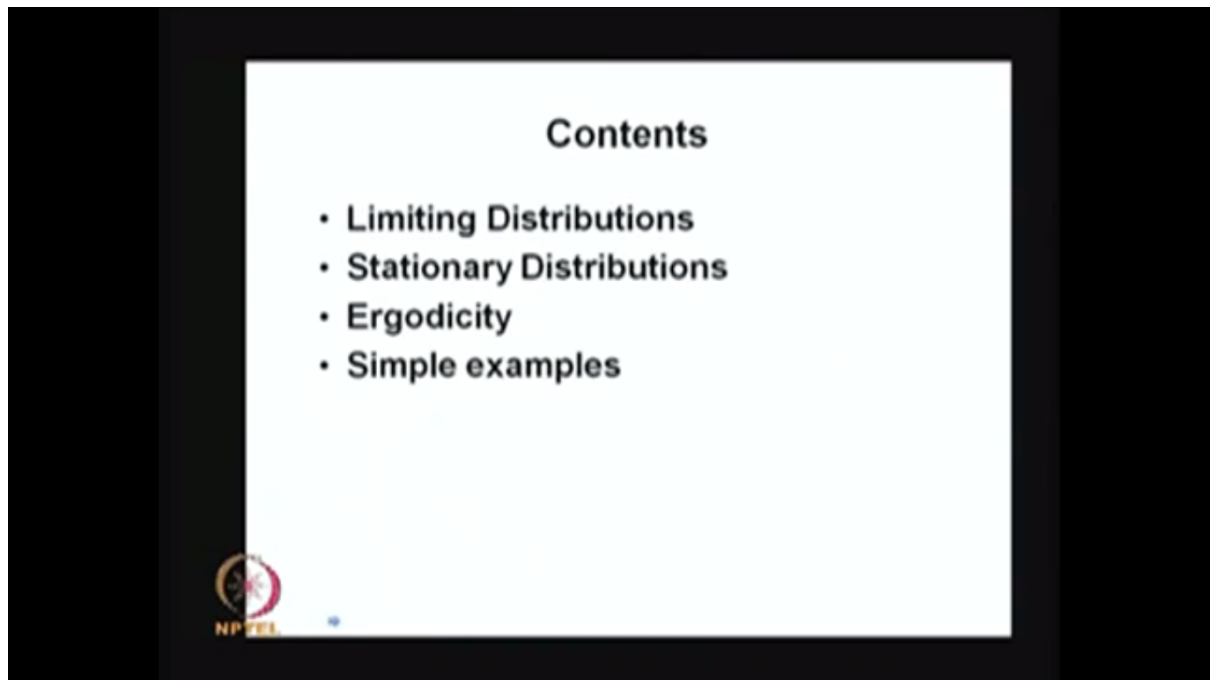 Contents
• Limiting Distributions
• Stationary Distributions
• Ergodicity
• Simple examples
NPTEL